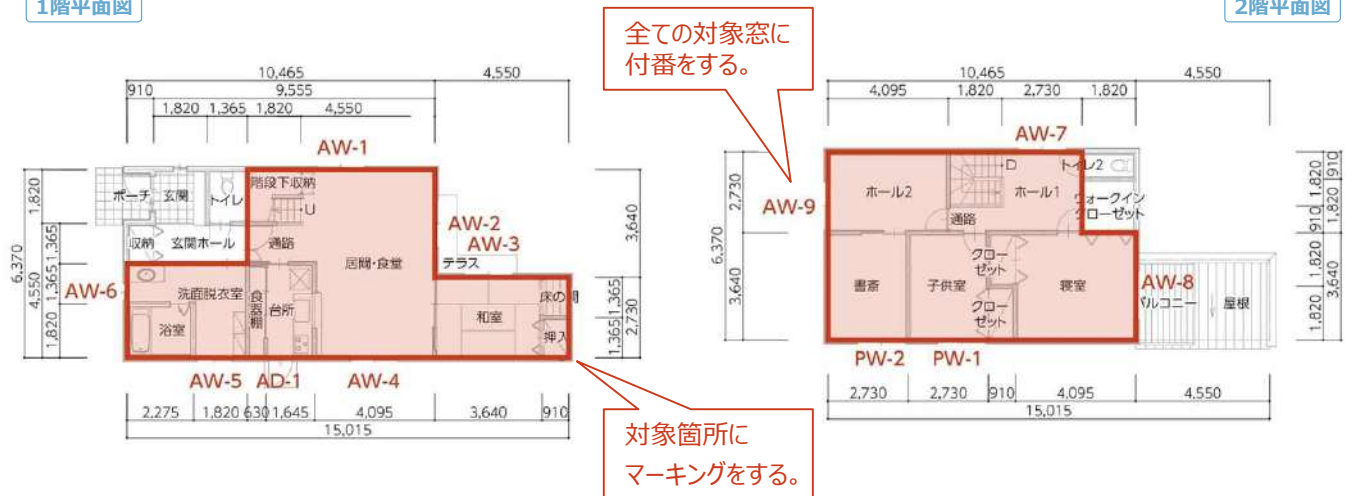 1階平面図
2階平面図
全ての対象窓に
付番をする。
10,465
4,550
910
9,555
1,820
1,365
1,820
4,550
AW-1
階段下収納
ポーチ
玄関
トイレ
U
AW-2
AW-3
収納
玄関ホール
通路
居間・食堂
テラス
AW-6
洗面脱衣室
食器棚
台所
浴室
和室
床の間
押入
AW-5
AD-1
AW-4
1,820
1,365
1,365
1,820
4,550
6,370
3,640
1,365
1,365
2,730
2,275
1,820
630
1,645
4,095
3,640
910
15,015
対象箇所に
マーキングをする。
10,465
4,550
4,095
1,820
2,730
1,820
AW-7
D
トイレ2
ホール2
ホール1
ウォークイン
クローゼット
AW-9
通路
クロー
ゼット
書斎
子供室
寝室
クロー
ゼット
AW-8
バルコニー
屋根
PW-2
PW-1
2,730
3,640
6,370
910
1,820
1,820
910
1,820
1,820
3,640
2,730
2,730
910
4,095
4,550
15,015